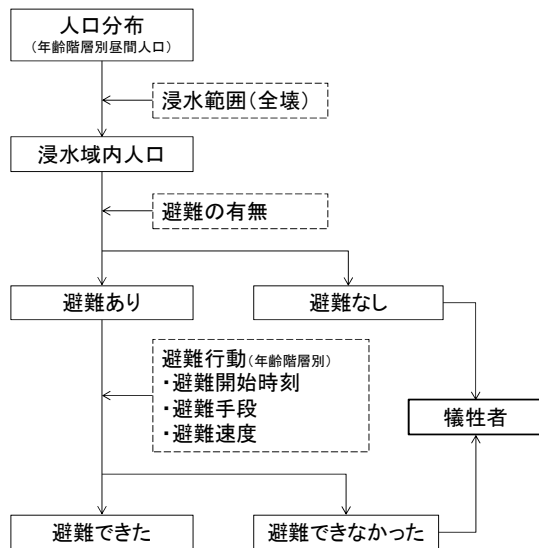 人口分布
(年齢階層別昼間人口)
浸水範囲(全壊)
浸水域内人口
避難の有無
避難あり
避難なし
避難行動(年齢階層別)
・避難開始時刻
・避難手段
・避難速度
犠牲者
避難できた
避難できなかった